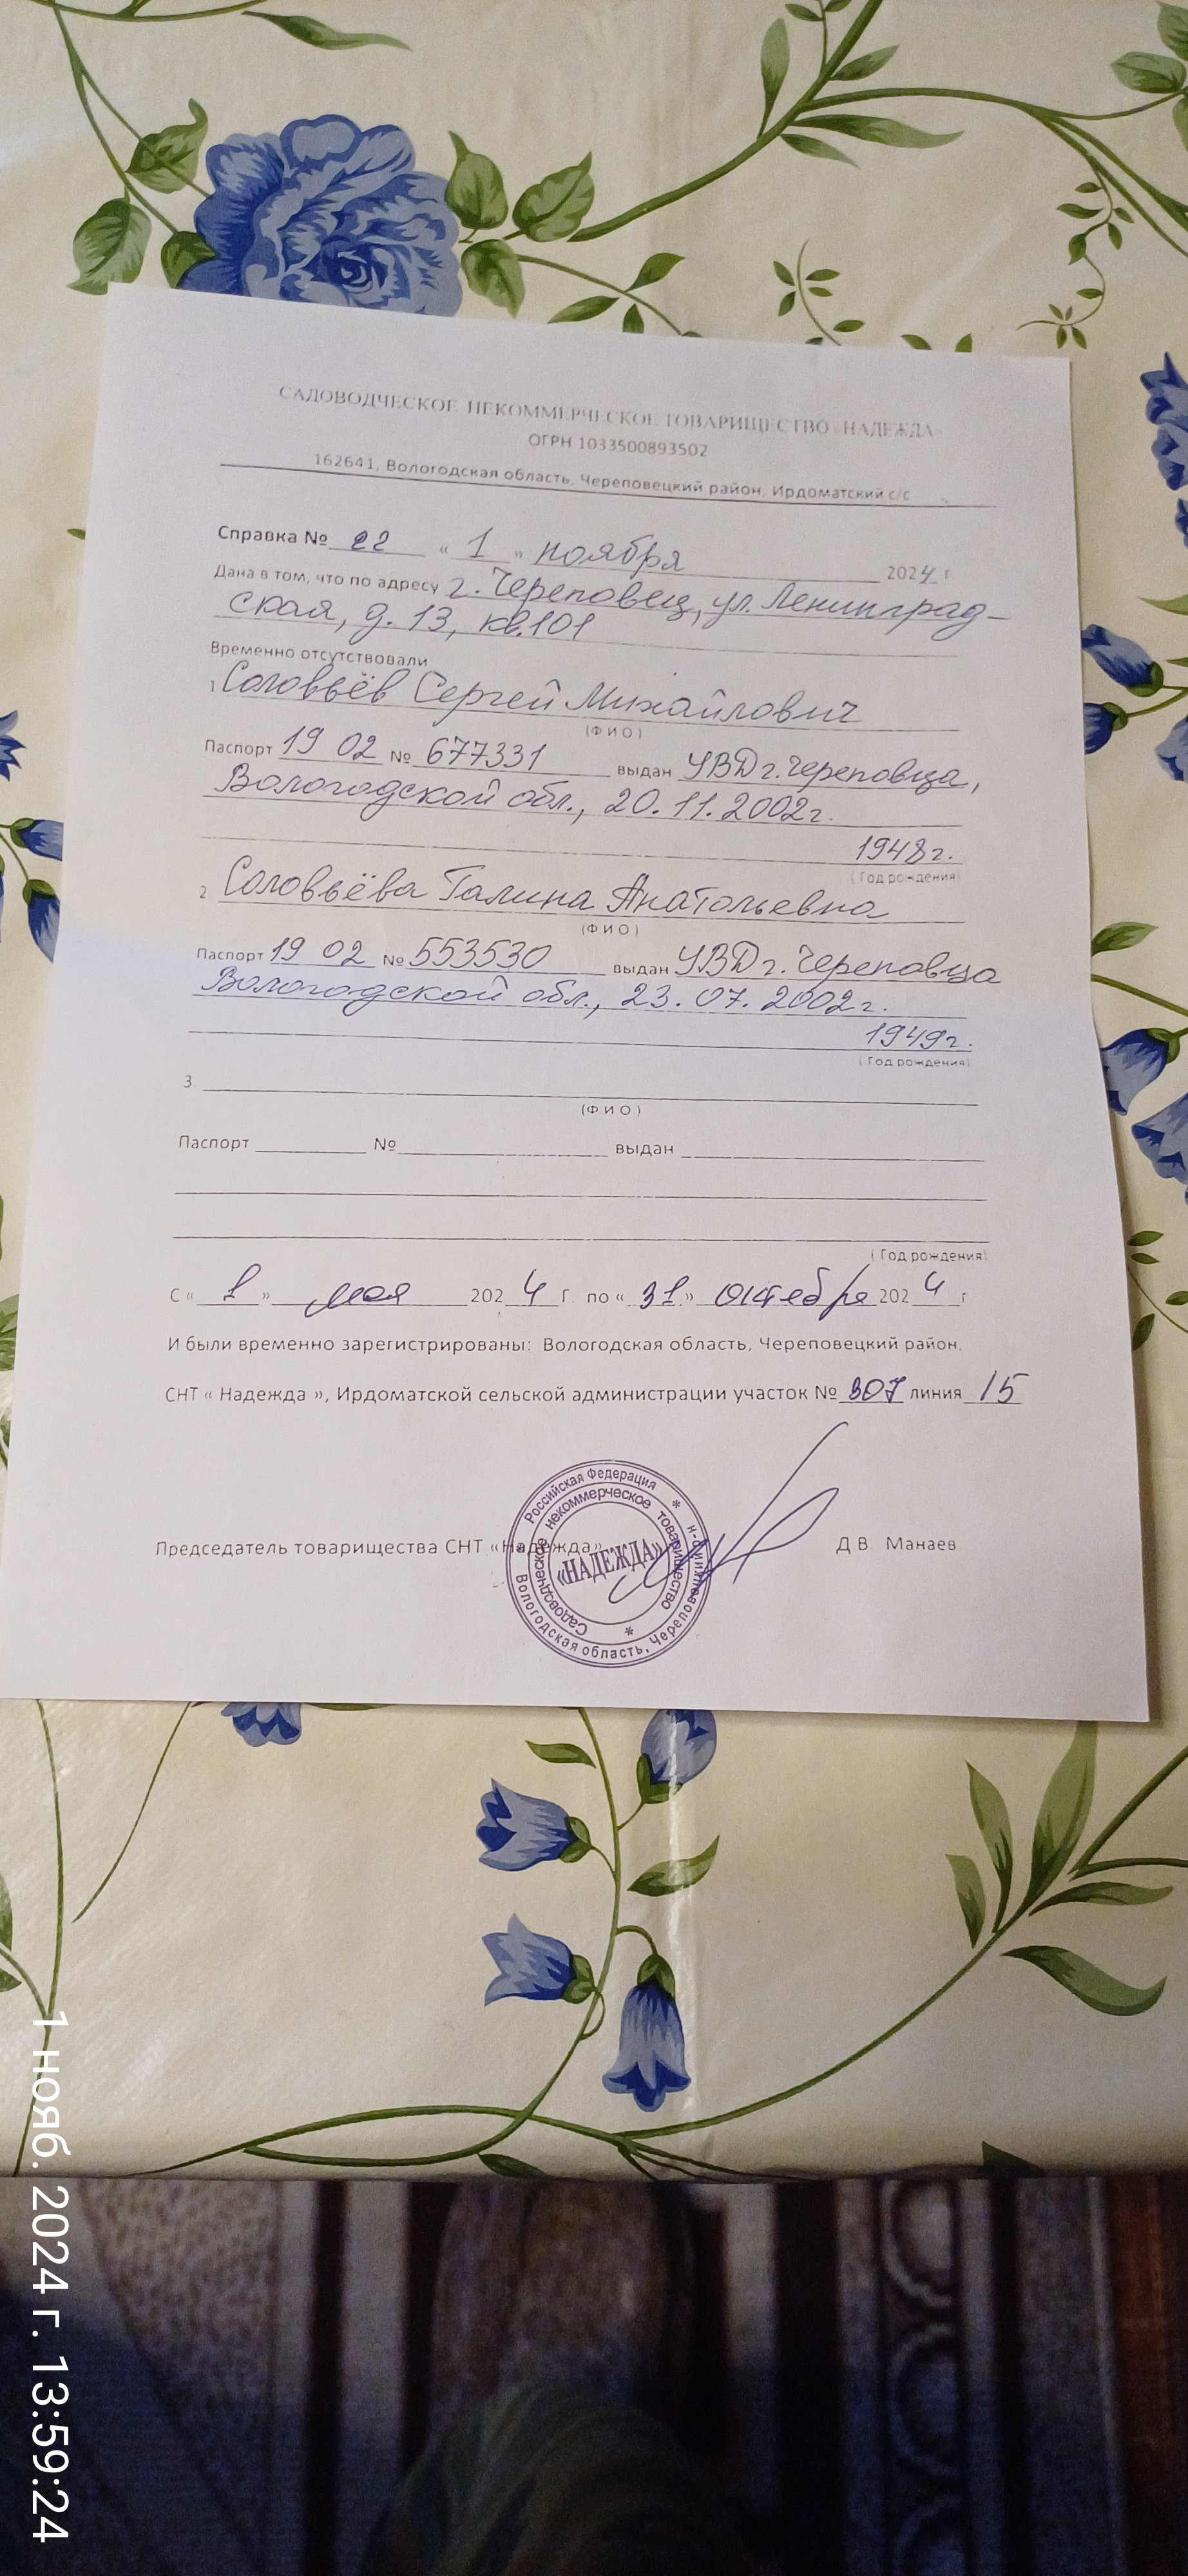 САДОВОДЧЕСКОЕ НЕКОММЕРЧЕСКОЕ ТОВАРИЩЕСТВО «НАДЕЖДА»
ОГРН 1033500893502
162641, Вологодская область, Череповецкий район, Ирдоматский с/с
Справка № 22 « 1 » ноября 2024 г
Дана в том, что по адресу г. Череповец, ул. Ленинград-
ская, д. 13, кв.101
Временно отсутствовали
1 Соловьёв Сергей Михайлович
(Ф И О)
Паспорт 19 02 № 677331 выдан УВД г. Череповца,
Вологодской обл., 20.11.2002г.
1948г.
( Год рождения)
2. Соловьёва Галина Анатольевна
(Ф И О)
Паспорт 19 02 № 553530 выдан УВД г. Череповца
Вологодской обл., 23.07.2002г.
1949г.
( Год рождения)
3.
(Ф И О)
Паспорт № выдан
( Год рождения)
С « 1 » мая 2024 г. по « 31 » октября 2024 г
И были временно зарегистрированы: Вологодская область, Череповецкий район,
СНТ « Надежда », Ирдоматской сельской администрации участок № 307 линия 15
Председатель товарищества СНТ «Надежда» Д В Манаев
Российская Федерация * Вологодская область, Череповецкий р-н
Садоводческое некоммерческое товарищество *
«НАДЕЖДА»
1 нояб. 2024 г. 13:59:24